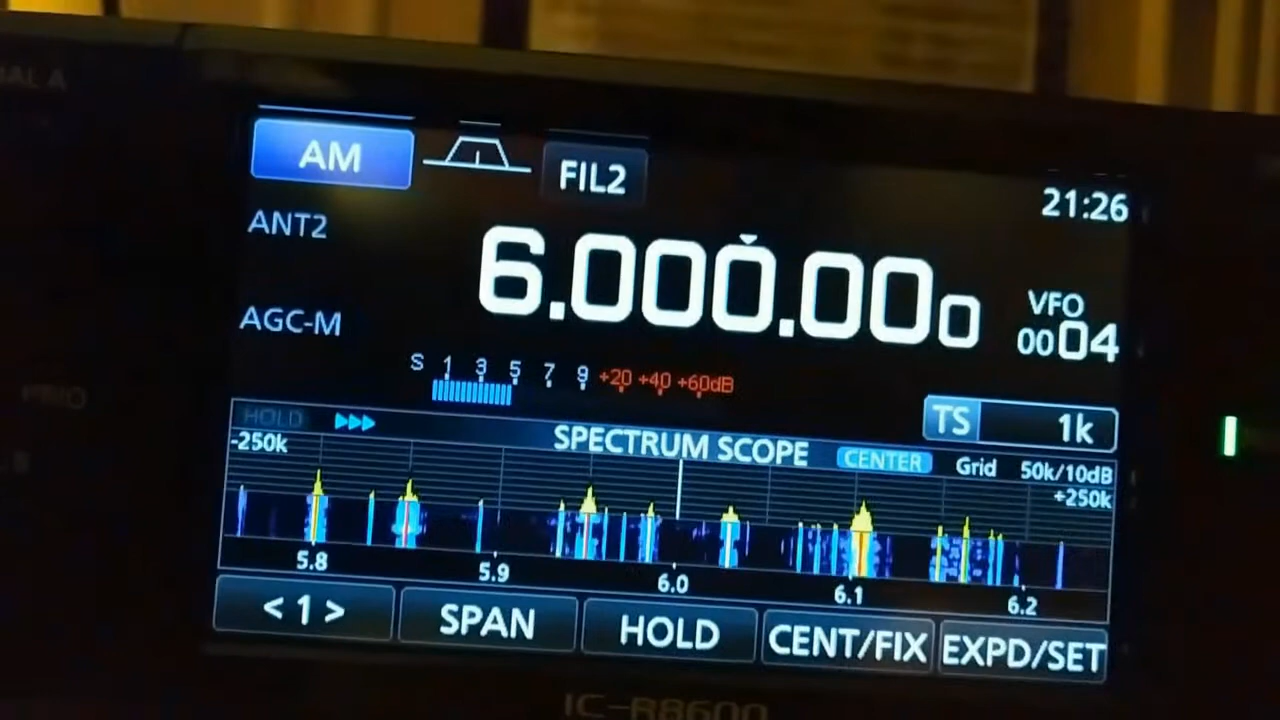 AM
FIL2
21:26
ANT2
6.000.000
VFO
0004
AGC-M
S 1 3 5 7 9 +20 +40 +60dB
TS 1k
HOLD
SPECTRUM SCOPE CENTER Grid 50k/10dB
-250k
+250k
5.8 5.9 6.0 6.1 6.2
< 1 > SPAN HOLD CENT/FIX EXPD/SET
IC-R8600